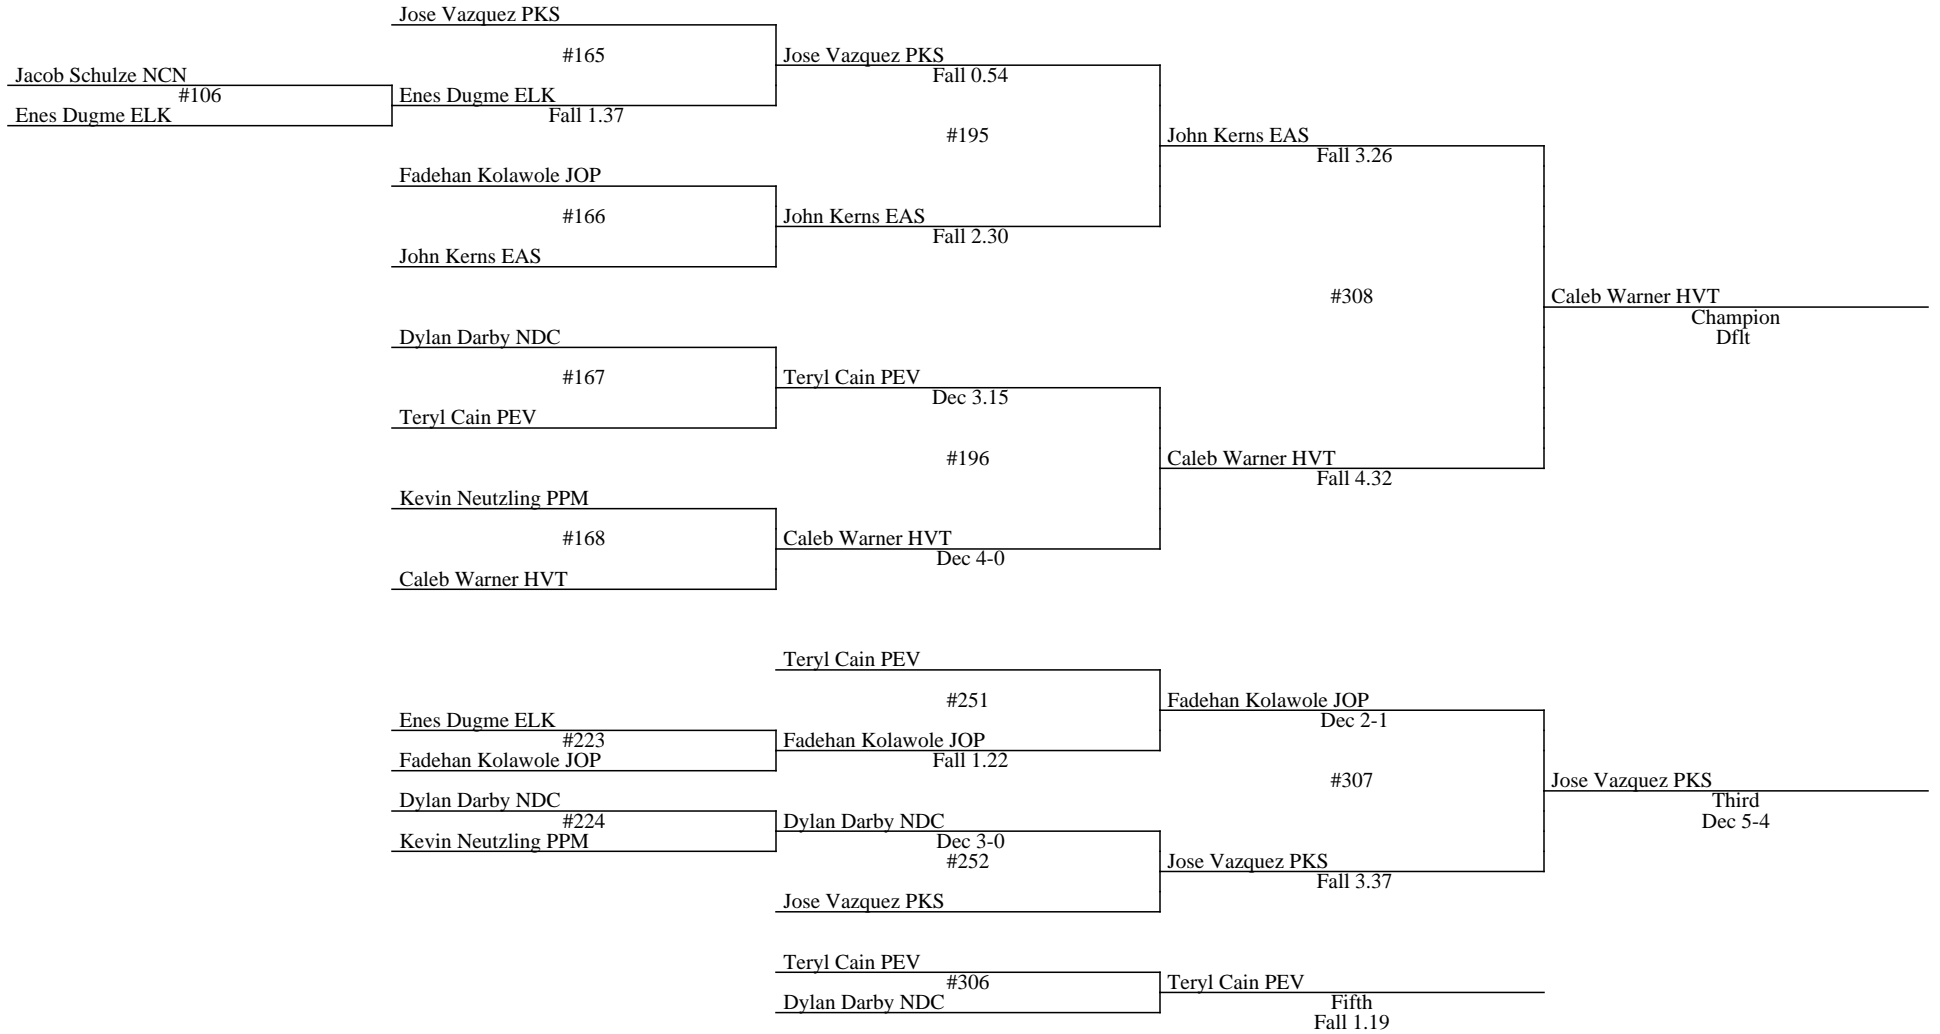 Jose Vazquez PKS
#165
Jose Vazquez PKS
Fall 0.54
Jacob Schulze NCN
#106
Enes Dugme ELK
Enes Dugme ELK
Fall 1.37
#195
John Kerns EAS
Fall 3.26
Fadehan Kolawole JOP
#166
John Kerns EAS
Fall 2.30
John Kerns EAS
#308
Caleb Warner HVT
Champion
Dflt
Dylan Darby NDC
#167
Teryl Cain PEV
Dec 3.15
Teryl Cain PEV
#196
Caleb Warner HVT
Fall 4.32
Kevin Neutzling PPM
#168
Caleb Warner HVT
Dec 4-0
Caleb Warner HVT
Teryl Cain PEV
#251
Fadehan Kolawole JOP
Dec 2-1
Enes Dugme ELK
#223
Fadehan Kolawole JOP
Fadehan Kolawole JOP
Fall 1.22
#307
Jose Vazquez PKS
Third
Dec 5-4
Dylan Darby NDC
#224
Kevin Neutzling PPM
Dylan Darby NDC
Dec 3-0
#252
Jose Vazquez PKS
Fall 3.37
Jose Vazquez PKS
Teryl Cain PEV
#306
Dylan Darby NDC
Teryl Cain PEV
Fifth
Fall 1.19